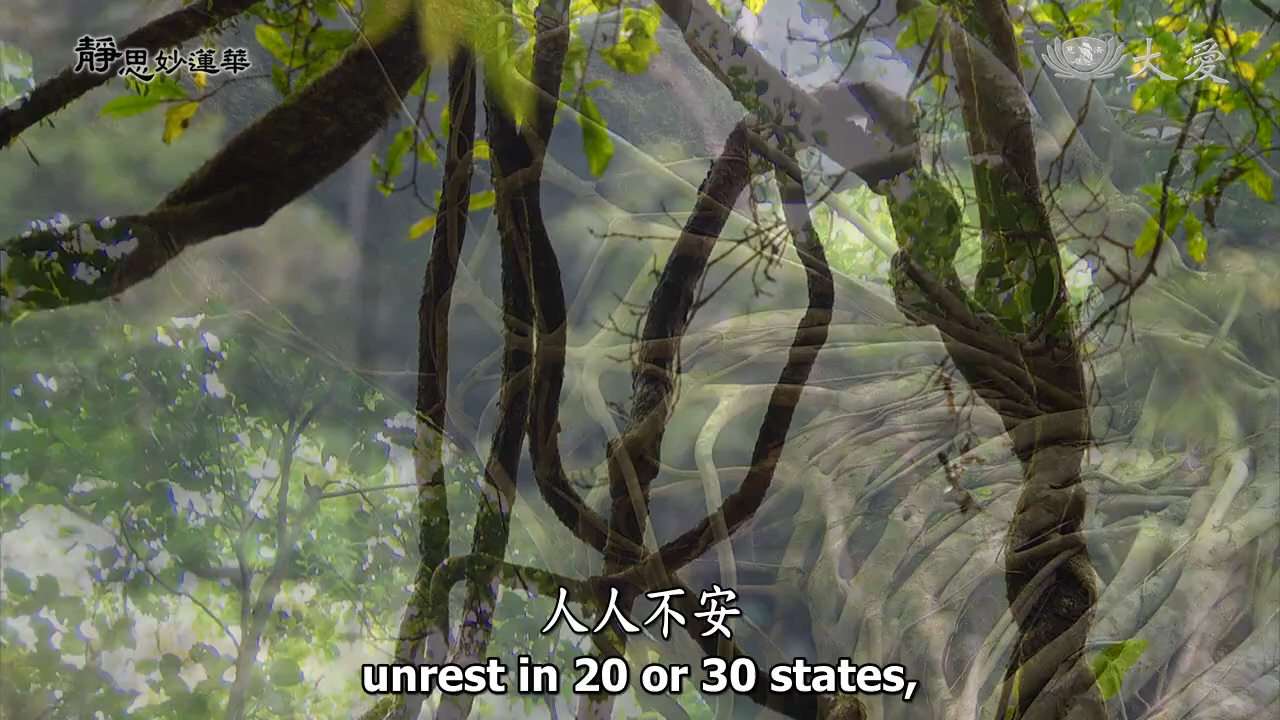 靜思妙蓮華
大愛
人人不安
unrest in 20 or 30 states,